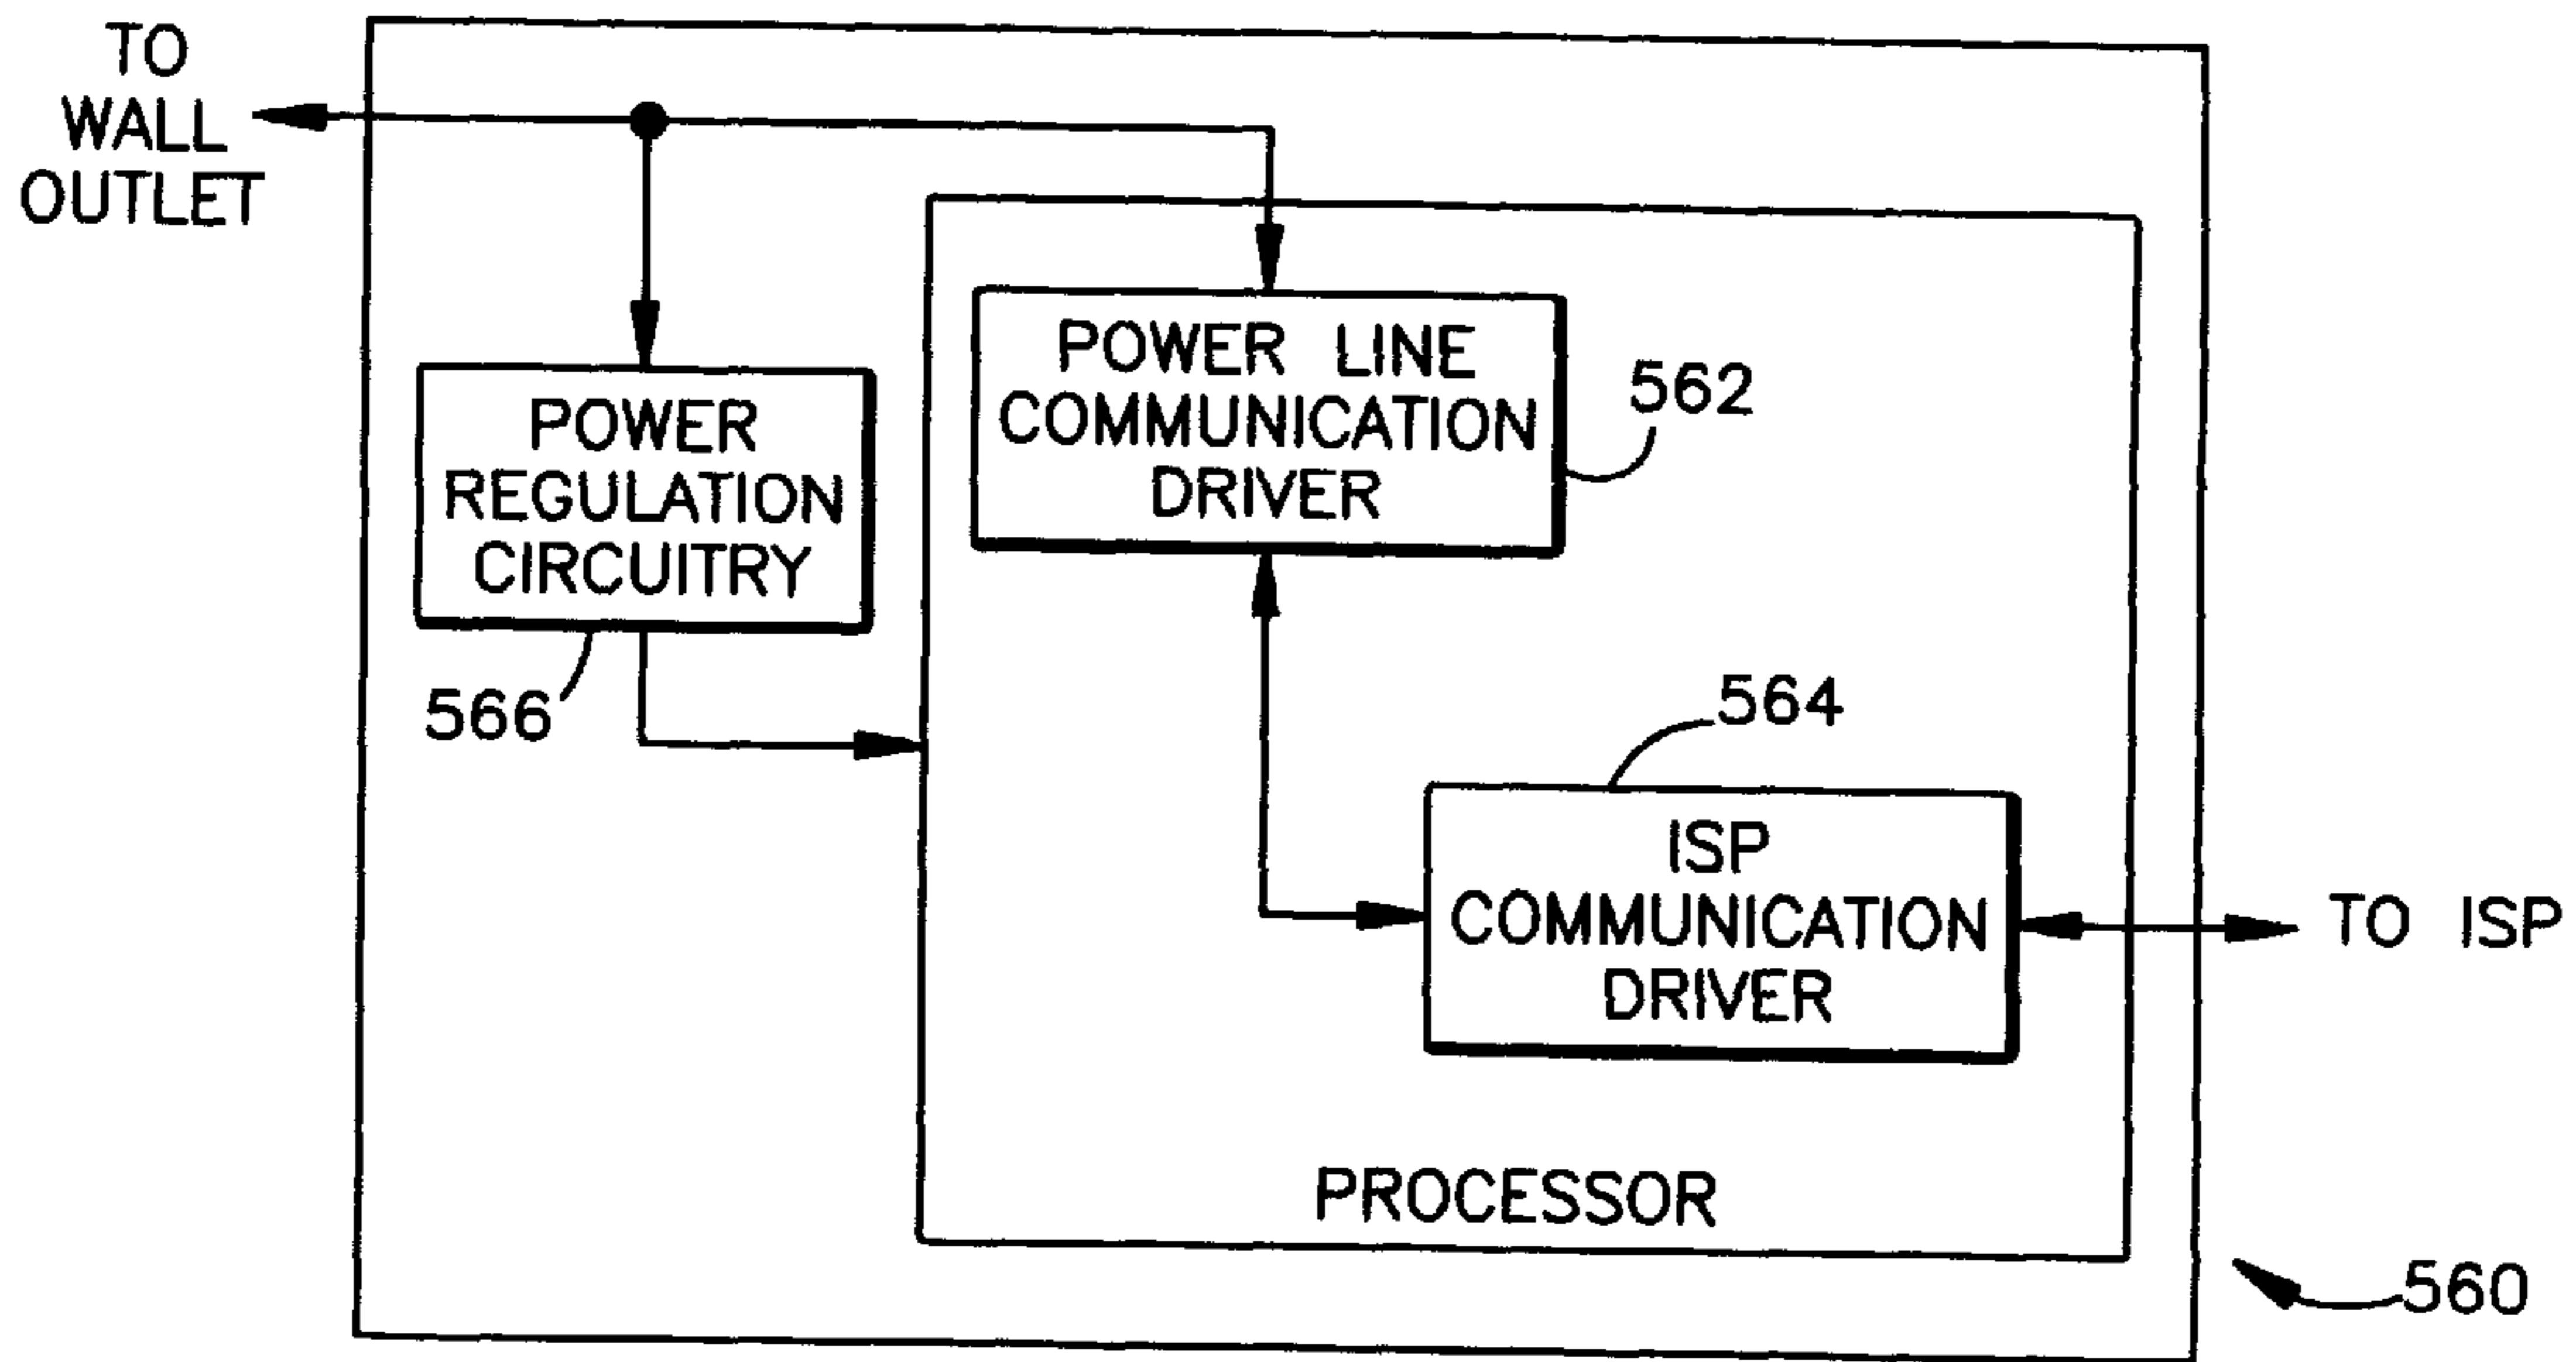 TO
WALL
OUTLET
POWER
REGULATION
CIRCUITRY
566
POWER LINE
COMMUNICATION
DRIVER
562
564
ISP
COMMUNICATION
DRIVER
TO ISP
PROCESSOR
560